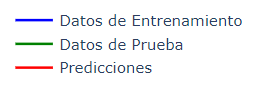 Datos de Entrenamiento
Datos de Prueba
Predicciones